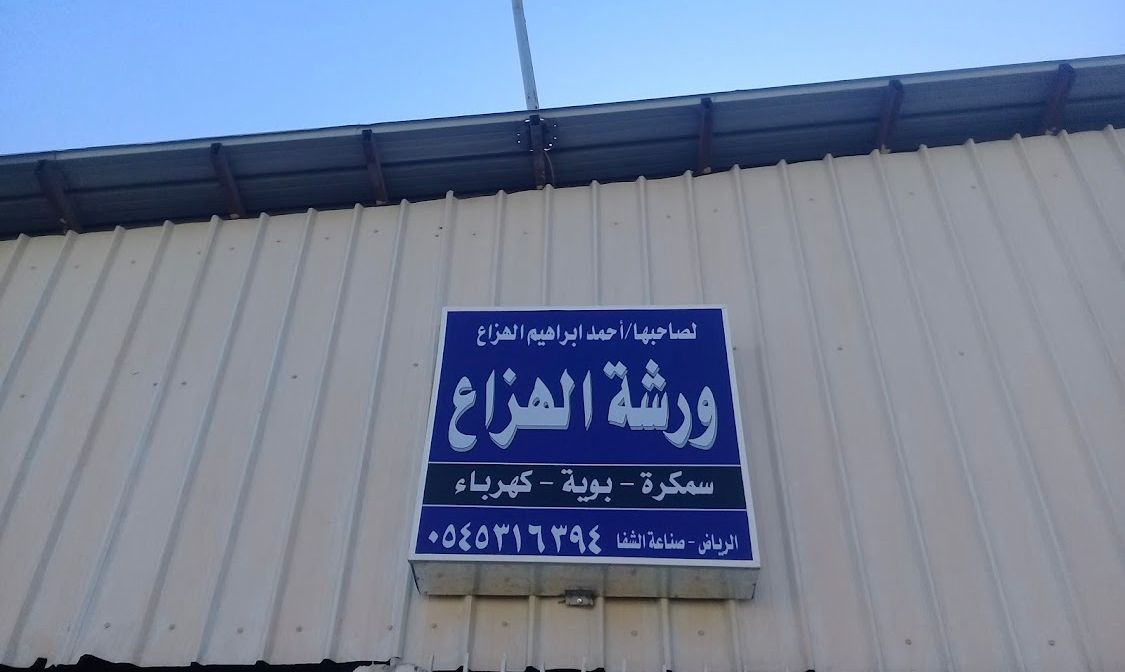 لصاحبها/أحمد ابراهيم الهزاع
ورشة الهزاع
سمكرة - بوية - كهرباء
الرياض - صناعة الشفا ٠٥٤٥٣١٦٣٩٤